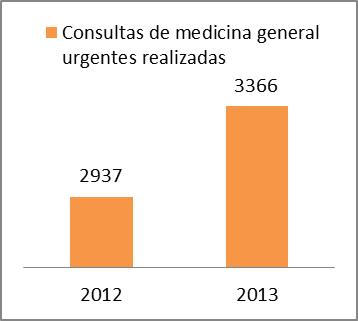 Consultas de medicina general
urgentes realizadas
3366
2937
2012 2013